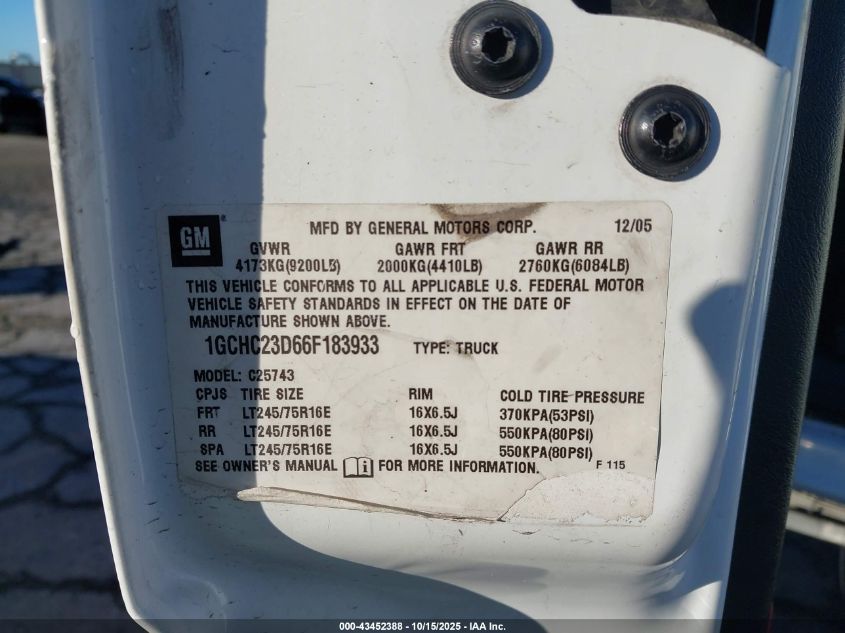 GM
MFD BY GENERAL MOTORS CORP. 12/05
GVWR GAWR FRT GAWR RR
4173KG(9200LB) 2000KG(4410LB) 2760KG(6084LB)
THIS VEHICLE CONFORMS TO ALL APPLICABLE U.S. FEDERAL MOTOR
VEHICLE SAFETY STANDARDS IN EFFECT ON THE DATE OF
MANUFACTURE SHOWN ABOVE.
1GCHC23D66F183933 TYPE: TRUCK
MODEL: C25743
CPJS TIRE SIZE RIM COLD TIRE PRESSURE
FRT LT245/75R16E 16X6.5J 370KPA(53PSI)
RR LT245/75R16E 16X6.5J 550KPA(80PSI)
SPA LT245/75R16E 16X6.5J 550KPA(80PSI)
SEE OWNER'S MANUAL FOR MORE INFORMATION. F 115
000-43452388 - 10/15/2025 - IAA Inc.